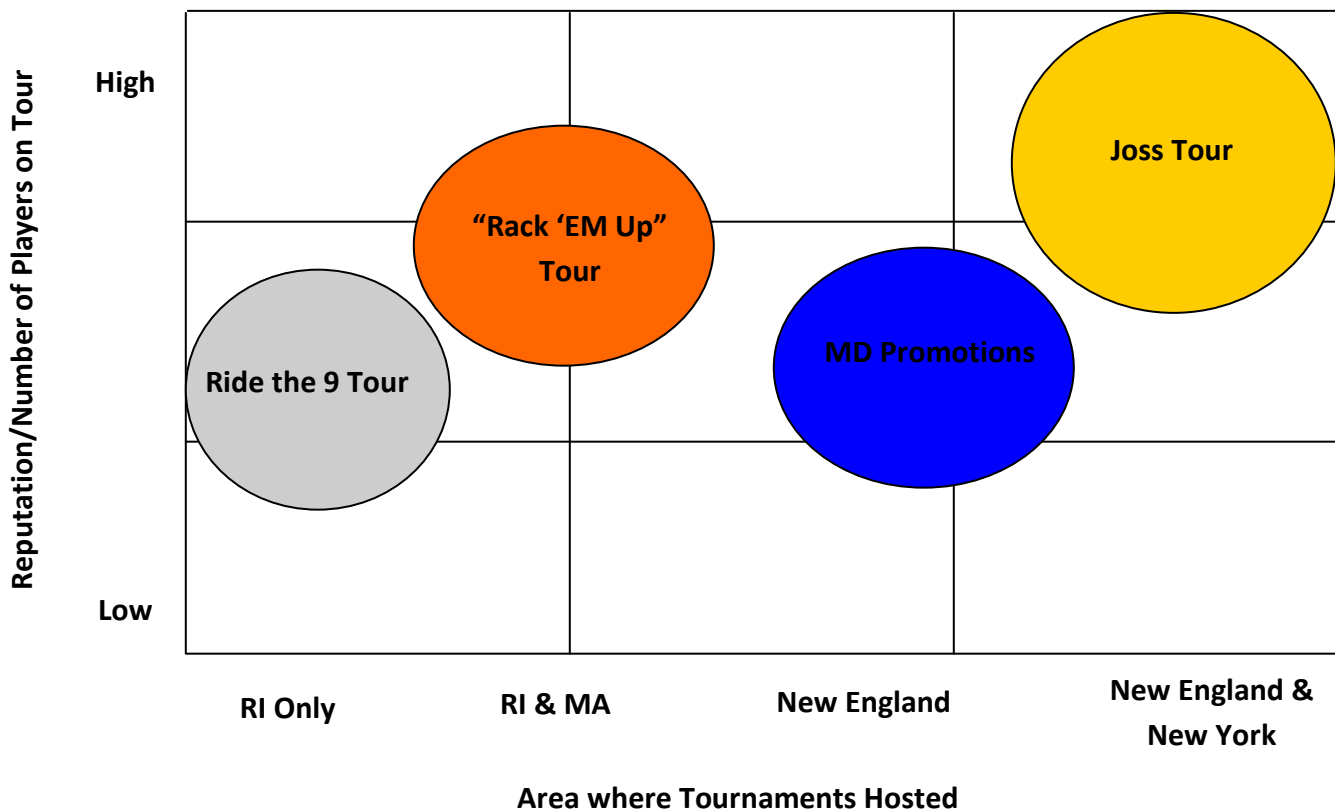 Reputation/Number of Players on Tour
High
Joss Tour
“Rack ‘EM Up”
Tour
MD Promotions
Ride the 9 Tour
Low
RI Only
RI & MA
New England
New England &
New York
Area where Tournaments Hosted